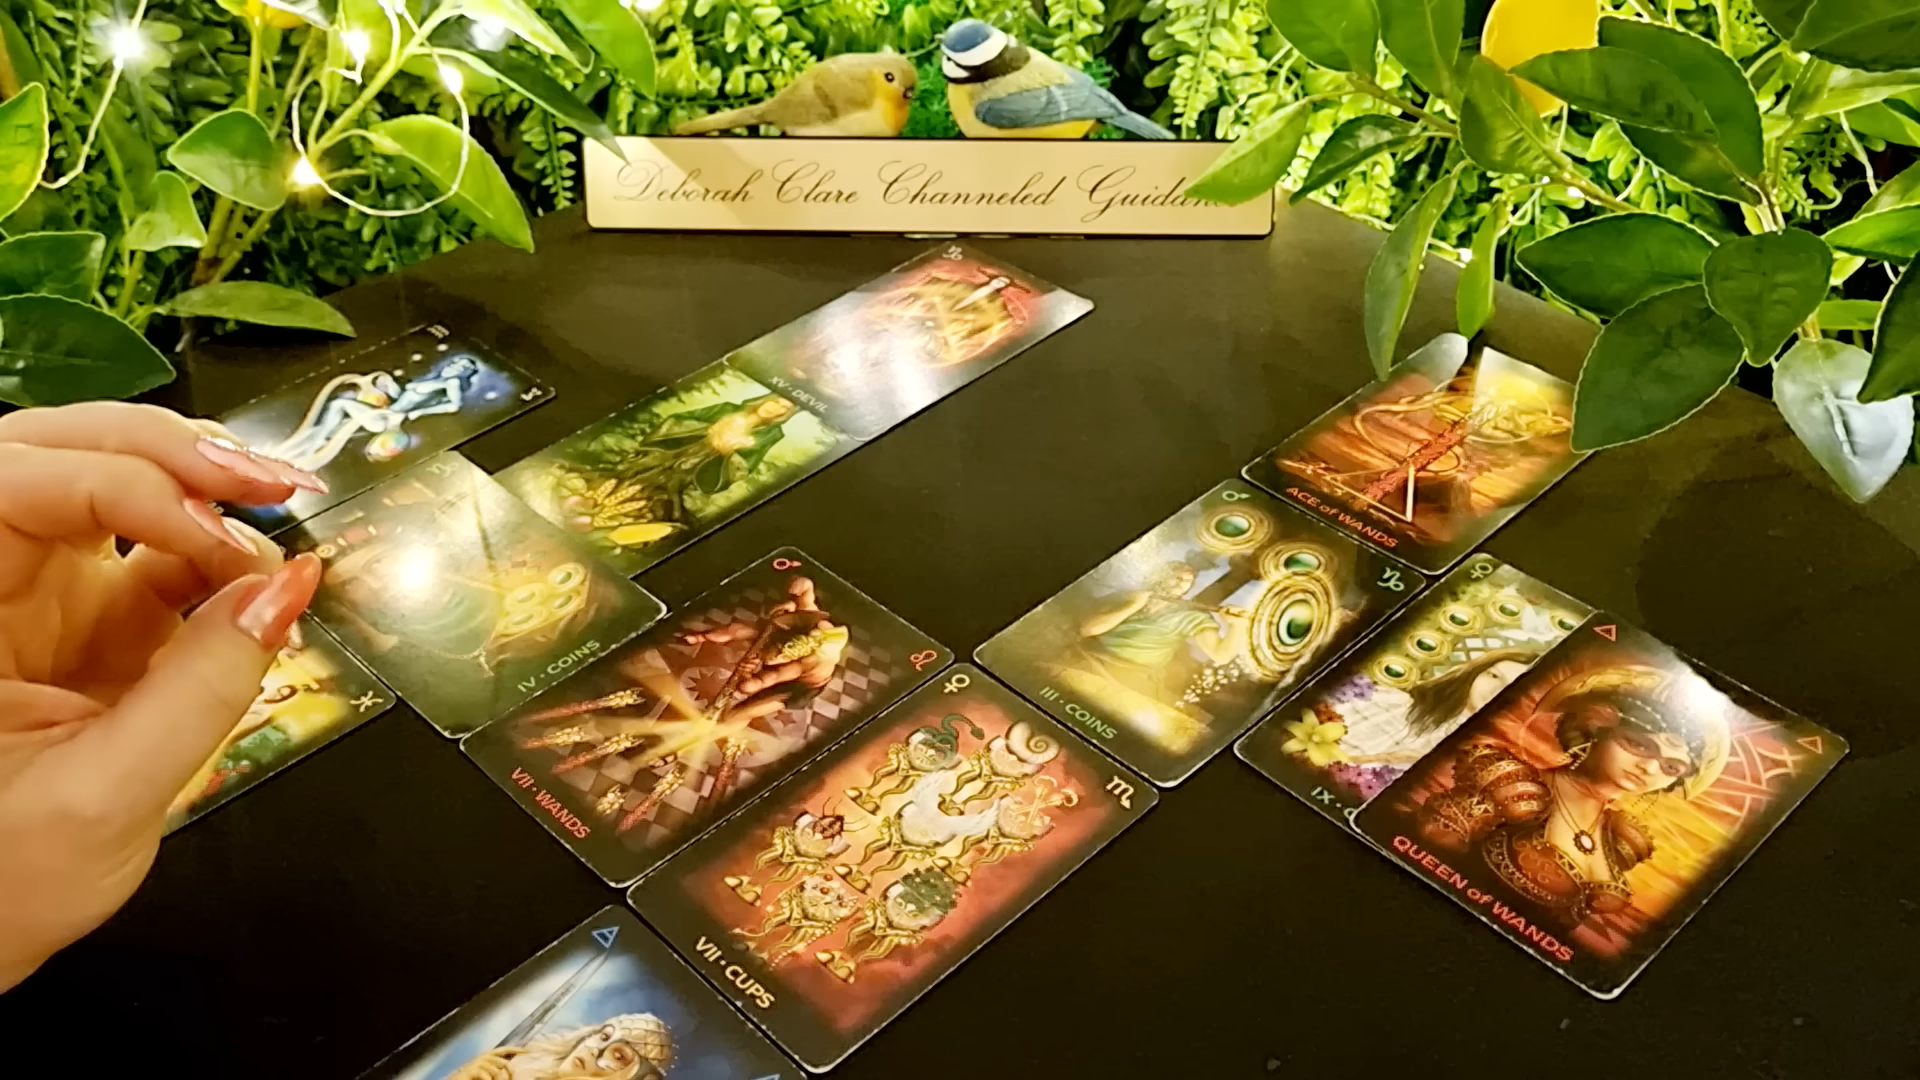 Deborah Clare Channeled
XV · DEVIL
ACE of WANDS
IV · COINS
III · COINS
VII · WANDS
IX ·
QUEEN of WANDS
VII · CUPS